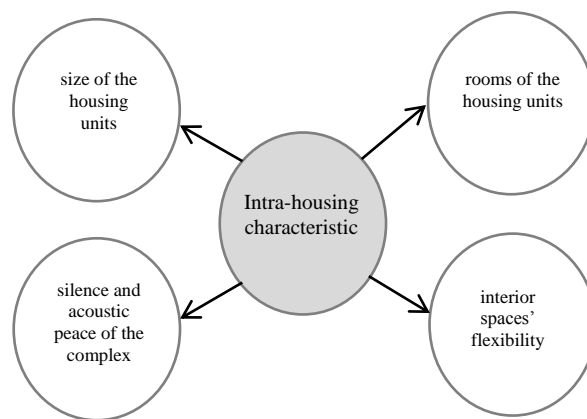 size of the
housing
units
rooms of the
housing units
Intra-housing
characteristic
silence and
acoustic
peace of the
complex
interior
spaces’
flexibility